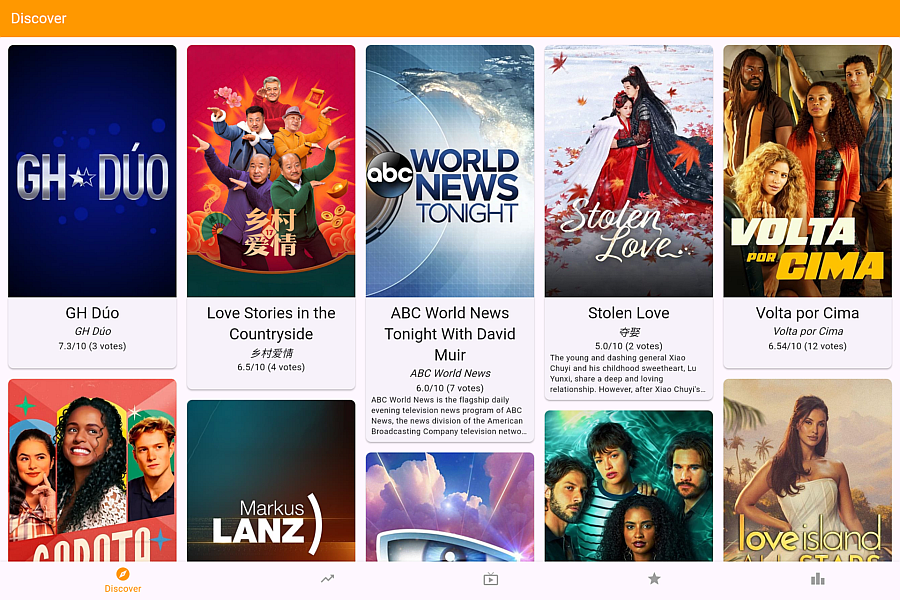 Discover
GH DÚO
GH Dúo
GH Dúo
7.3/10 (3 votes)
乡村
爱情
17
Love Stories in the
Countryside
乡村爱情
6.5/10 (4 votes)
abc WORLD
NEWS
TONIGHT
ABC World News
Tonight With David
Muir
ABC World News
6.0/10 (7 votes)
ABC World News is the flagship daily
evening television news program of ABC
News, the news division of the American
Broadcasting Company television netwo...
Stolen
Love
Stolen Love
夺娶
5.0/10 (2 votes)
The young and dashing general Xiao
Chuyi and his childhood sweetheart, Lu
Yunxi, share a deep and loving
relationship. However, after Xiao Chuyi's...
VOLTA
POR CIMA
Volta por Cima
Volta por Cima
6.54/10 (12 votes)
GAROTA
Markus
LANZ
love island
ALL STARS
Discover